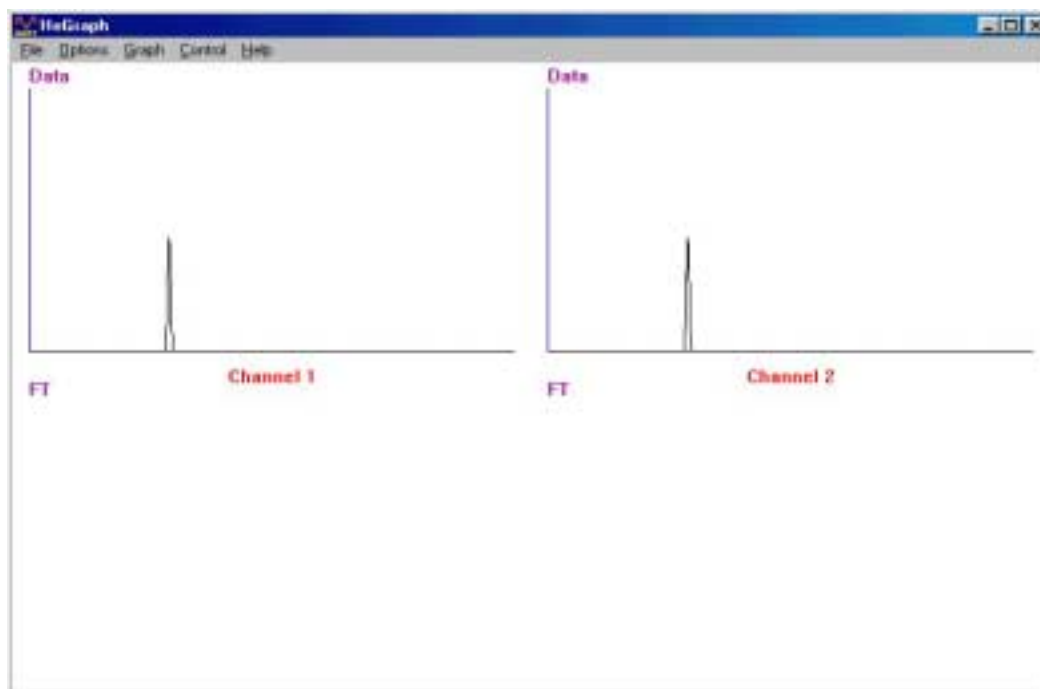 HeGraph
File Options Graph Control Help
Data Data
Channel 1 Channel 2
FT FT